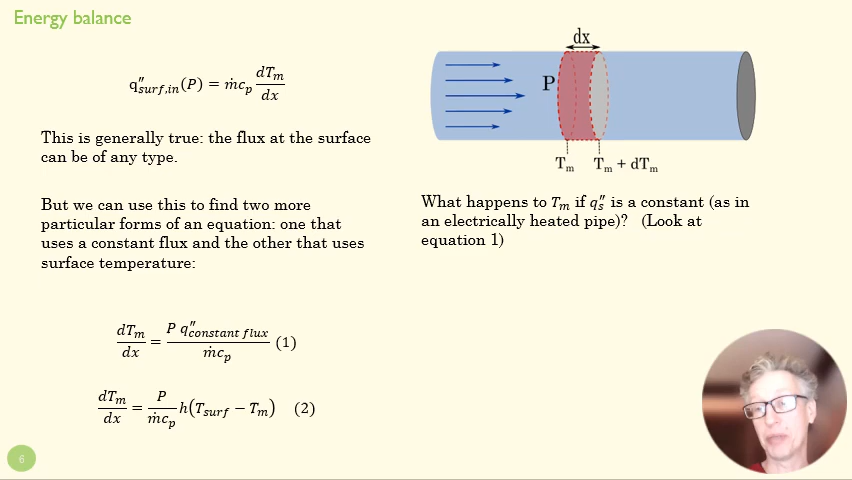 Energy balance
q″surf,in(P) = ṁcp dTm/dx
This is generally true: the flux at the surface
can be of any type.
But we can use this to find two more
particular forms of an equation: one that
uses a constant flux and the other that uses
surface temperature:
dTm/dx = P q″constant flux / ṁcp (1)
dTm/dx = P/ṁcp h(Tsurf − Tm) (2)
6
dx
P
Tm Tm + dTm
What happens to Tm if q″s is a constant (as in
an electrically heated pipe)? (Look at
equation 1)